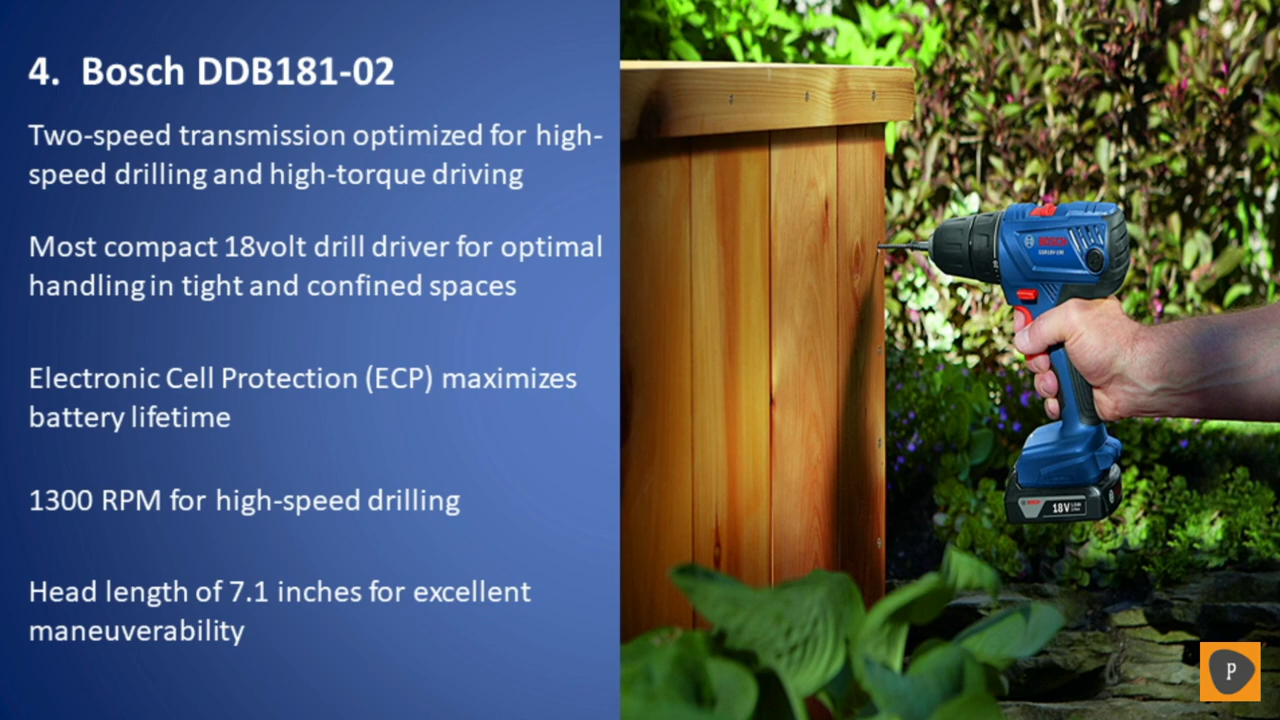 4. Bosch DDB181-02
Two-speed transmission optimized for high-
speed drilling and high-torque driving
Most compact 18volt drill driver for optimal
handling in tight and confined spaces
Electronic Cell Protection (ECP) maximizes
battery lifetime
1300 RPM for high-speed drilling
Head length of 7.1 inches for excellent
maneuverability
BOSCH
18V
P